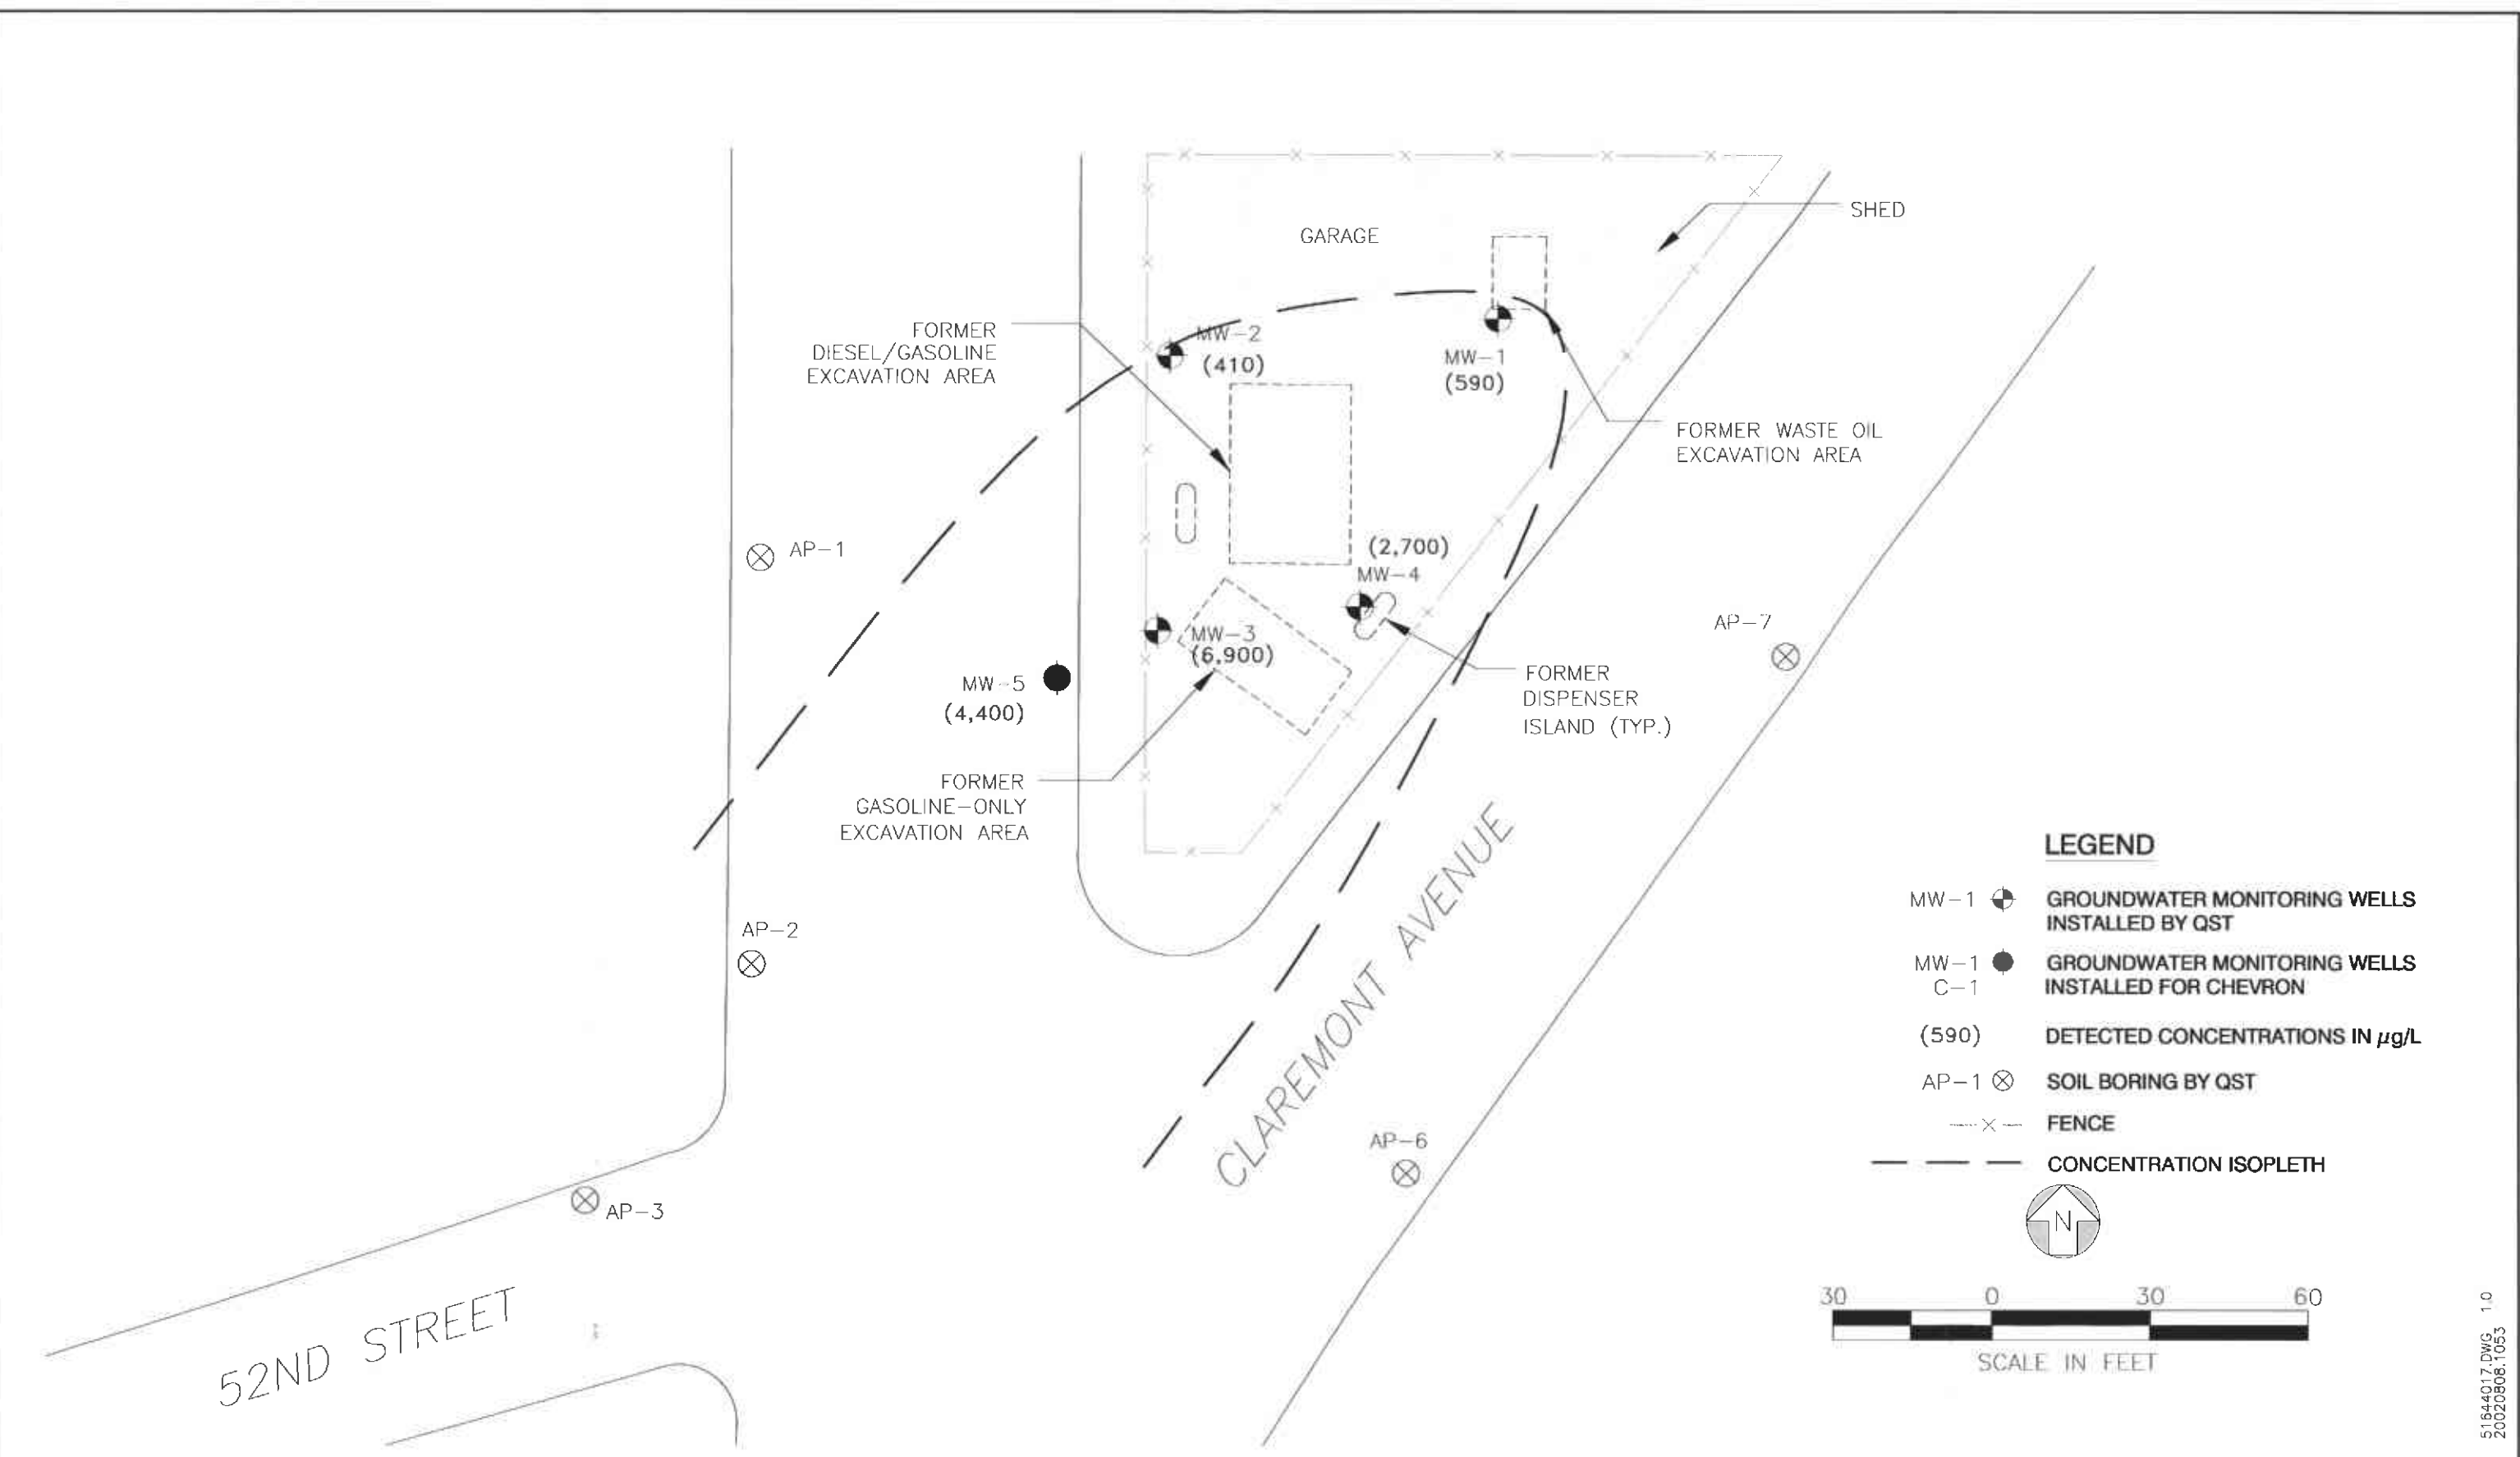 GARAGE
SHED
FORMER
DIESEL/GASOLINE
EXCAVATION AREA
MW-2
(410)
MW-1
(590)
FORMER WASTE OIL
EXCAVATION AREA
AP-1
(2,700)
MW-4
MW-3
(6,900)
AP-7
MW-5
(4,400)
FORMER
DISPENSER
ISLAND (TYP.)
FORMER
GASOLINE-ONLY
EXCAVATION AREA
AP-2
CLAREMONT AVENUE
AP-6
AP-3
52ND STREET
LEGEND
MW-1 GROUNDWATER MONITORING WELLS
INSTALLED BY QST
MW-1 GROUNDWATER MONITORING WELLS
C-1 INSTALLED FOR CHEVRON
(590) DETECTED CONCENTRATIONS IN µg/L
AP-1 SOIL BORING BY QST
FENCE
CONCENTRATION ISOPLETH
N
30 0 30 60
SCALE IN FEET
51644017.DWG 1.0
20020808.1053